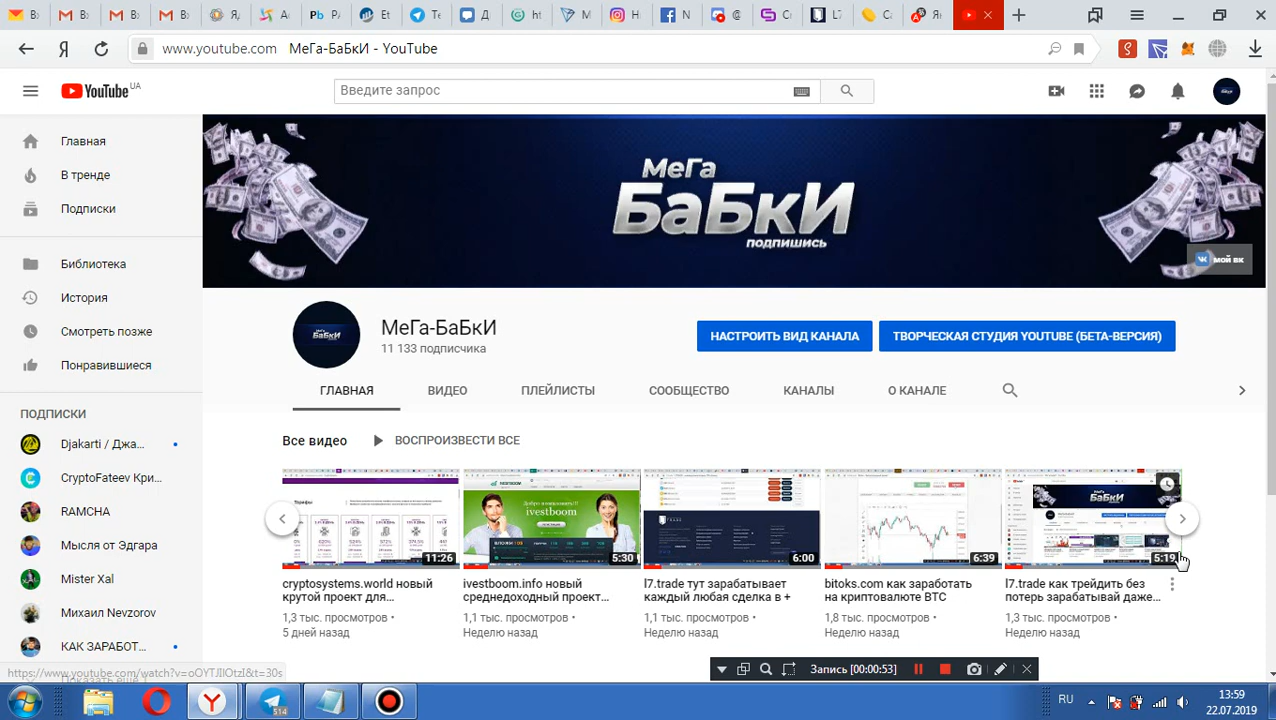 www.youtube.com МеГа-БаБкИ - YouTube
YouTube UA
Введите запрос
Главная
В тренде
Подписки
Библиотека
История
Смотреть позже
Понравившиеся
ПОДПИСКИ
Djakarti / Джа...
RAMCHA
Mister Xal
Михаил Nevzorov
КАК ЗАРАБОТ...
МеГа
БаБкИ
подпишись
мой вк
МеГа-БаБкИ
11 133 подписчика
НАСТРОИТЬ ВИД КАНАЛА
ТВОРЧЕСКАЯ СТУДИЯ YOUTUBE (БЕТА-ВЕРСИЯ)
ГЛАВНАЯ ВИДЕО ПЛЕЙЛИСТЫ СООБЩЕСТВО КАНАЛЫ О КАНАЛЕ
Все видео ВОСПРОИЗВЕСТИ ВСЕ
11:26
cryptosystems.world новый
крутой проект для...
1,3 тыс. просмотров •
5 дней назад
5:30
ivestboom.info новый
среднедоходный проект...
1,1 тыс. просмотров •
Неделю назад
6:00
l7.trade тут зарабатывает
каждый любая сделка в +
1,1 тыс. просмотров •
Неделю назад
6:39
bitoks.com как заработать
на криптовалюте BTC
1,8 тыс. просмотров •
Неделю назад
5:19
l7.trade как трейдить без
потерь зарабатывай даже...
1,3 тыс. просмотров •
Неделю назад
Запись [00:00:53]
514
RU
13:59
22.07.2019